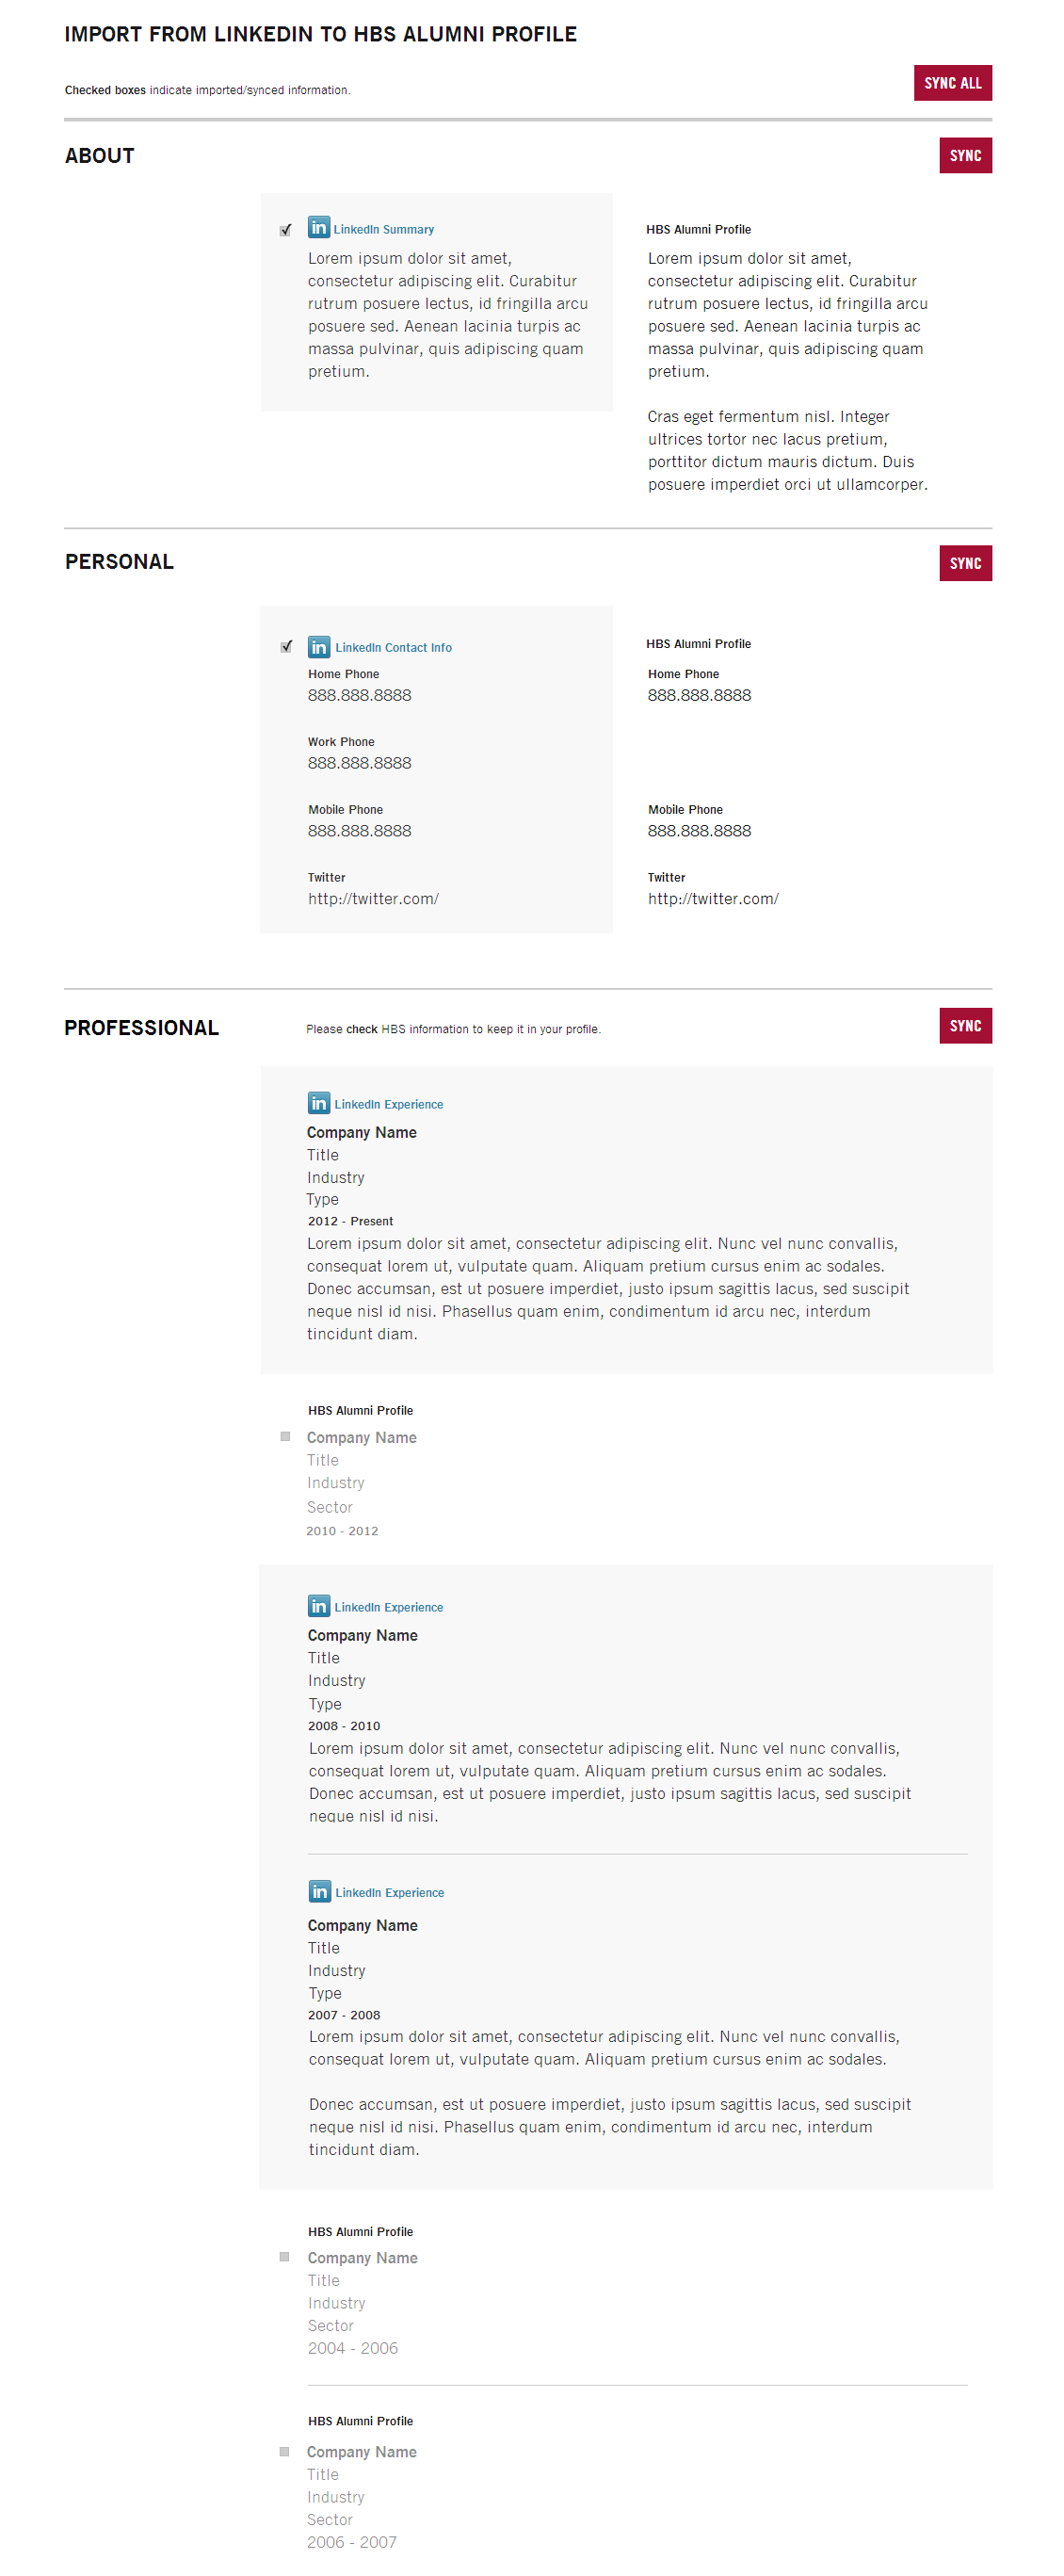 IMPORT FROM LINKEDIN TO HBS ALUMNI PROFILE
Checked boxes indicate imported/synced information.
SYNC ALL
ABOUT
SYNC
in LinkedIn Summary
Lorem ipsum dolor sit amet,
consectetur adipiscing elit. Curabitur
rutrum posuere lectus, id fringilla arcu
posuere sed. Aenean lacinia turpis ac
massa pulvinar, quis adipiscing quam
pretium.
HBS Alumni Profile
Lorem ipsum dolor sit amet,
consectetur adipiscing elit. Curabitur
rutrum posuere lectus, id fringilla arcu
posuere sed. Aenean lacinia turpis ac
massa pulvinar, quis adipiscing quam
pretium.
Cras eget fermentum nisl. Integer
ultrices tortor nec lacus pretium,
porttitor dictum mauris dictum. Duis
posuere imperdiet orci ut ullamcorper.
PERSONAL
SYNC
in LinkedIn Contact Info
Home Phone
888.888.8888
Work Phone
888.888.8888
Mobile Phone
888.888.8888
Twitter
http://twitter.com/
HBS Alumni Profile
Home Phone
888.888.8888
Mobile Phone
888.888.8888
Twitter
http://twitter.com/
PROFESSIONAL
Please check HBS information to keep it in your profile.
SYNC
in LinkedIn Experience
Company Name
Title
Industry
Type
2012 - Present
Lorem ipsum dolor sit amet, consectetur adipiscing elit. Nunc vel nunc convallis,
consequat lorem ut, vulputate quam. Aliquam pretium cursus enim ac sodales.
Donec accumsan, est ut posuere imperdiet, justo ipsum sagittis lacus, sed suscipit
neque nisl id nisi. Phasellus quam enim, condimentum id arcu nec, interdum
tincidunt diam.
HBS Alumni Profile
Company Name
Title
Industry
Sector
2010 - 2012
in LinkedIn Experience
Company Name
Title
Industry
Type
2008 - 2010
Lorem ipsum dolor sit amet, consectetur adipiscing elit. Nunc vel nunc convallis,
consequat lorem ut, vulputate quam. Aliquam pretium cursus enim ac sodales.
Donec accumsan, est ut posuere imperdiet, justo ipsum sagittis lacus, sed suscipit
neque nisl id nisi.
in LinkedIn Experience
Company Name
Title
Industry
Type
2007 - 2008
Lorem ipsum dolor sit amet, consectetur adipiscing elit. Nunc vel nunc convallis,
consequat lorem ut, vulputate quam. Aliquam pretium cursus enim ac sodales.
Donec accumsan, est ut posuere imperdiet, justo ipsum sagittis lacus, sed suscipit
neque nisl id nisi. Phasellus quam enim, condimentum id arcu nec, interdum
tincidunt diam.
HBS Alumni Profile
Company Name
Title
Industry
Sector
2004 - 2006
HBS Alumni Profile
Company Name
Title
Industry
Sector
2006 - 2007